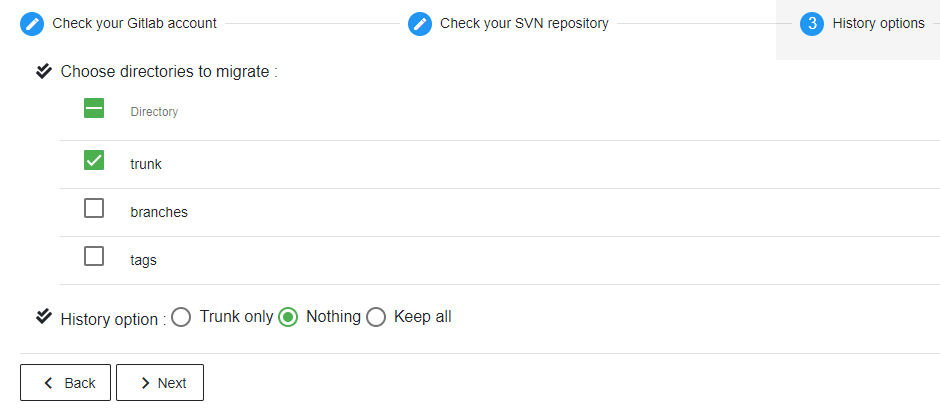 Check your Gitlab account
Check your SVN repository
3 History options
Choose directories to migrate :
Directory
trunk
branches
tags
History option : Trunk only Nothing Keep all
Back Next